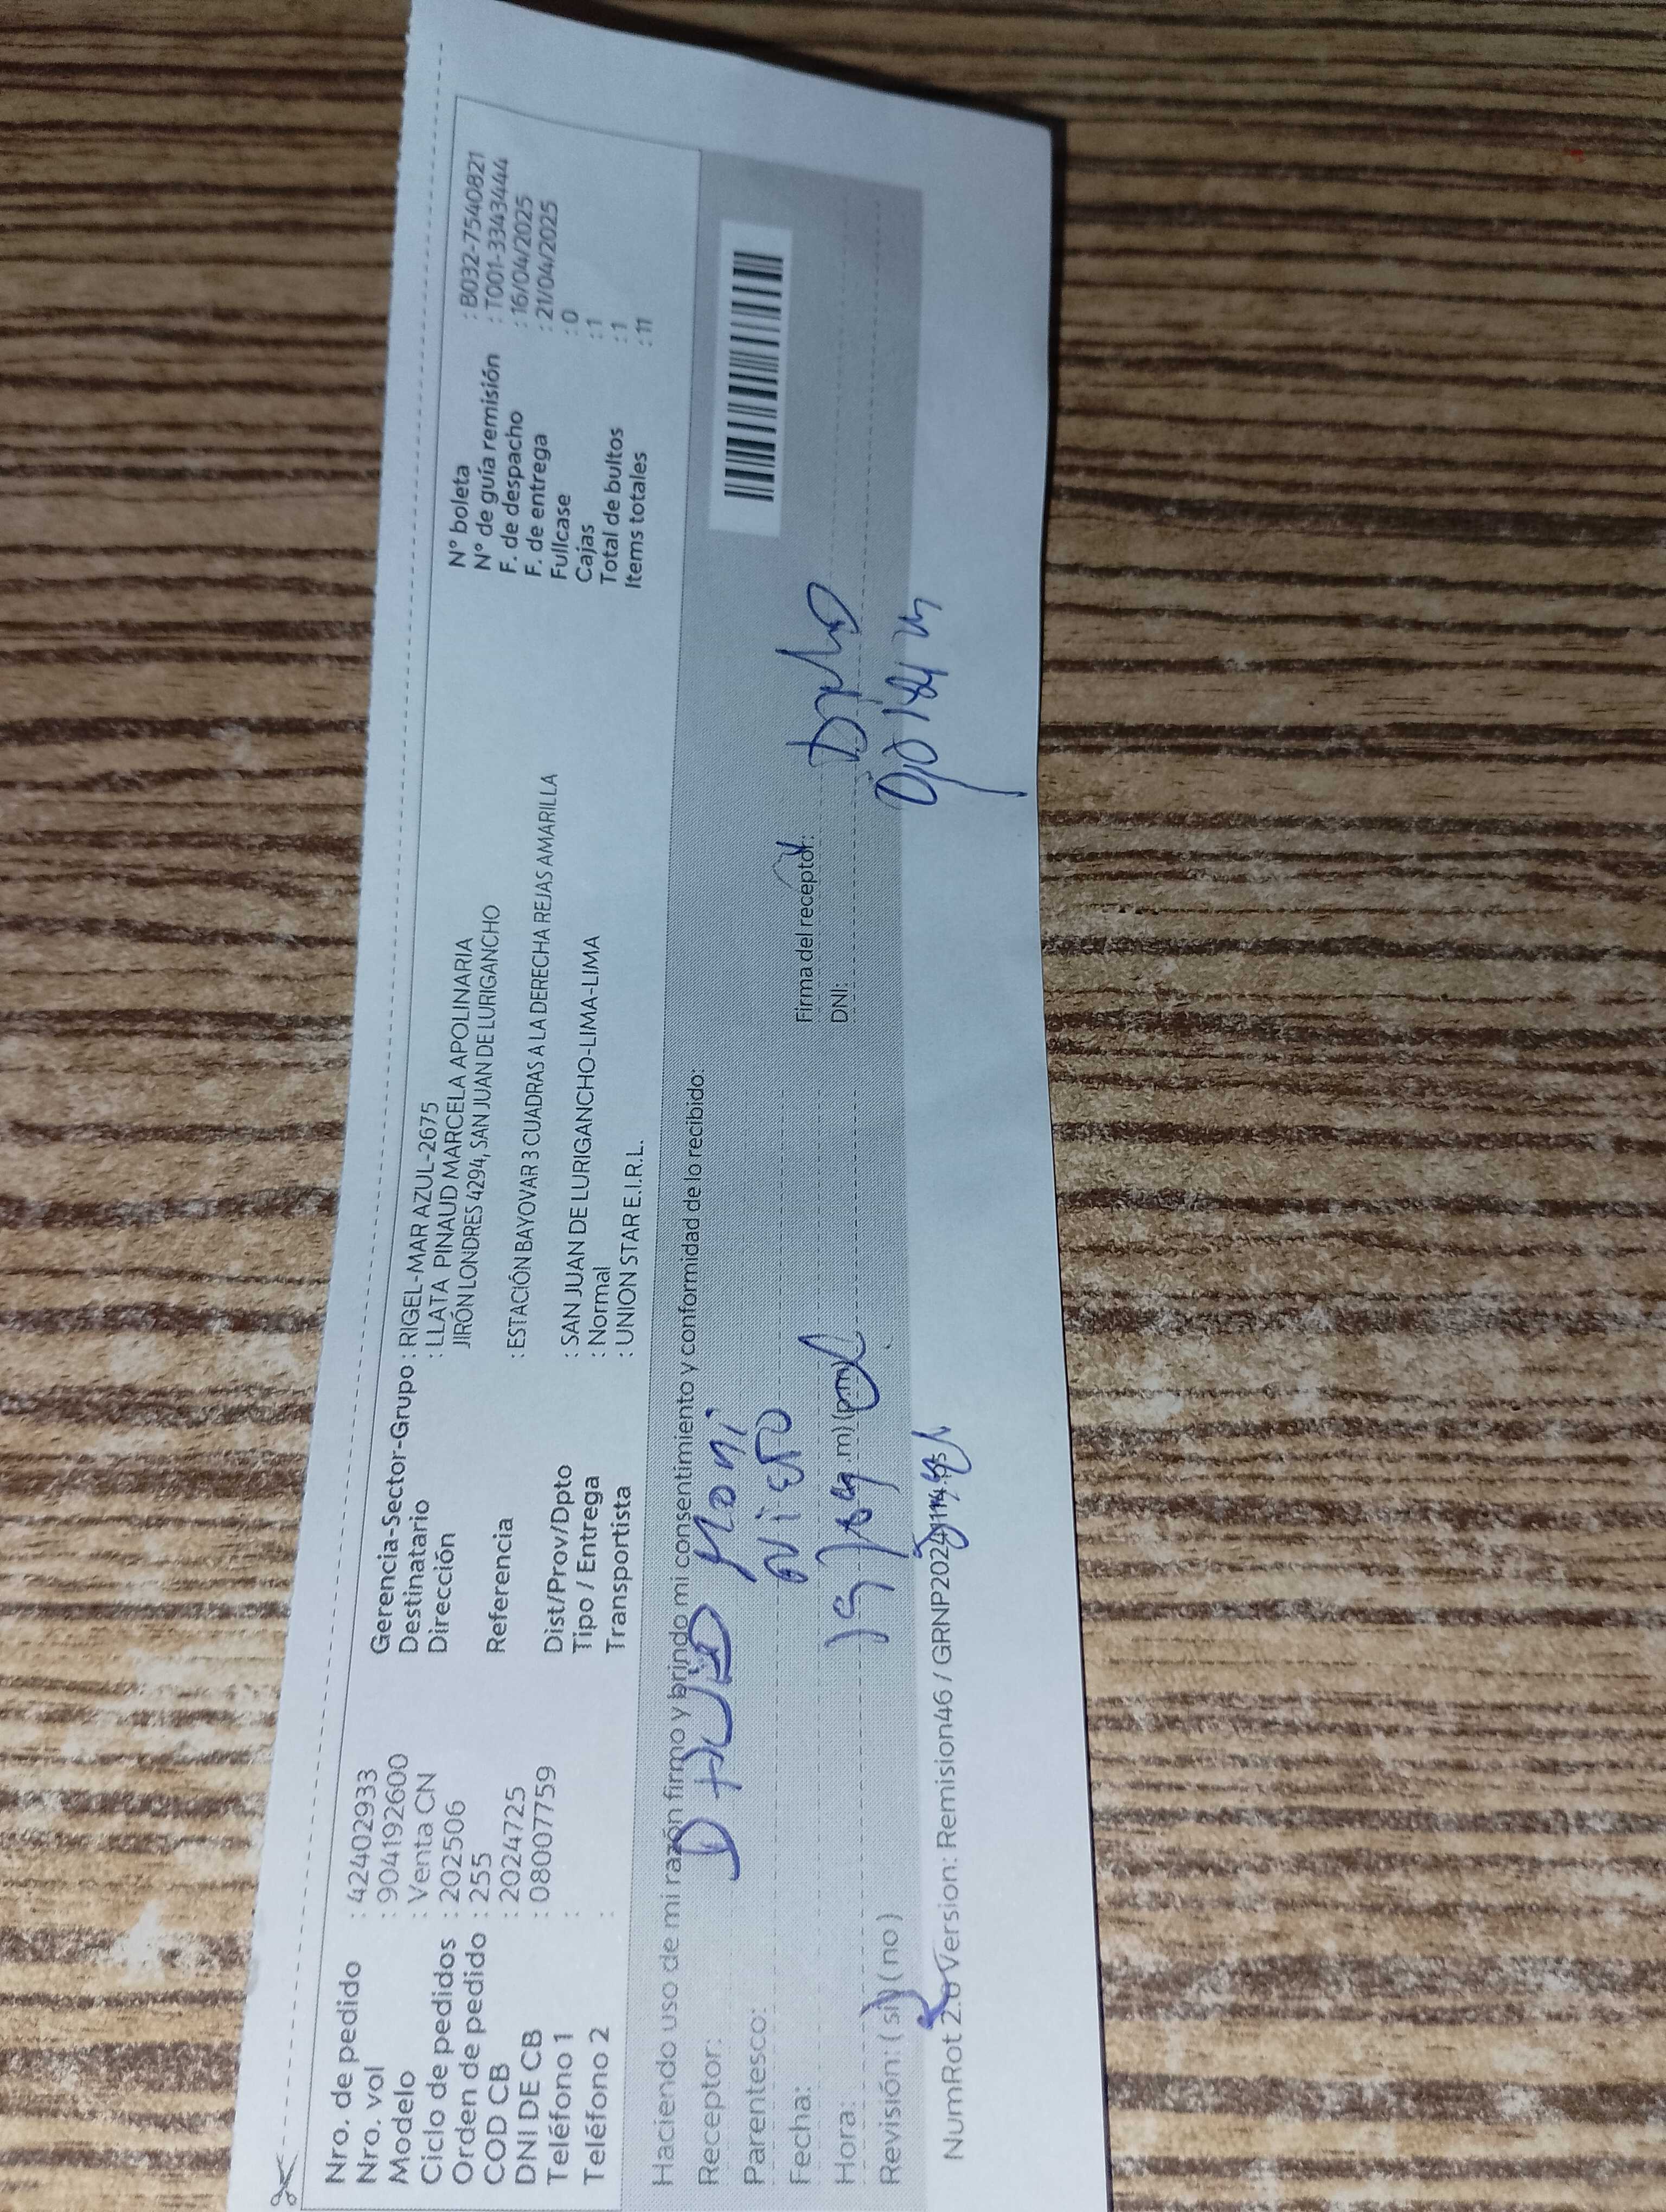 Nro. de pedido : 42402933
Nro. vol : 904192600
Modelo : Venta CN
Ciclo de pedidos : 202506
Orden de pedido : 255
COD CB : 2024725
DNI DE CB : 08007759
Teléfono 1 :
Teléfono 2 :
Gerencia-Sector-Grupo : RIGEL-MAR AZUL-2675
Destinatario : LLATA PINAUD MARCELA APOLINARIA
Dirección JIRÓN LONDRES 4294, SAN JUAN DE LURIGANCHO
Referencia : ESTACIÓN BAYOVAR 3 CUADRAS A LA DERECHA REJAS AMARILLA
Dist/Prov/Dpto : SAN JUAN DE LURIGANCHO-LIMA-LIMA
Tipo / Entrega : Normal
Transportista : UNION STAR E.I.R.L.
N° boleta : B032-7540821
N° de guía remisión : T001-3343444
F. de despacho : 16/04/2025
F. de entrega : 21/04/2025
Fullcase : 0
Cajas : 1
Total de bultos : 1
Items totales : 11
Haciendo uso de mi razón firmo y brindo mi consentimiento y conformidad de lo recibido:
Receptor:
Parentesco: Nieto
Fecha:
Hora: .m)(pm)
Revisión: (si) (no)
Firma del receptor:
DNI:
NumRot 2.0 Version: Remision46 / GRNP202